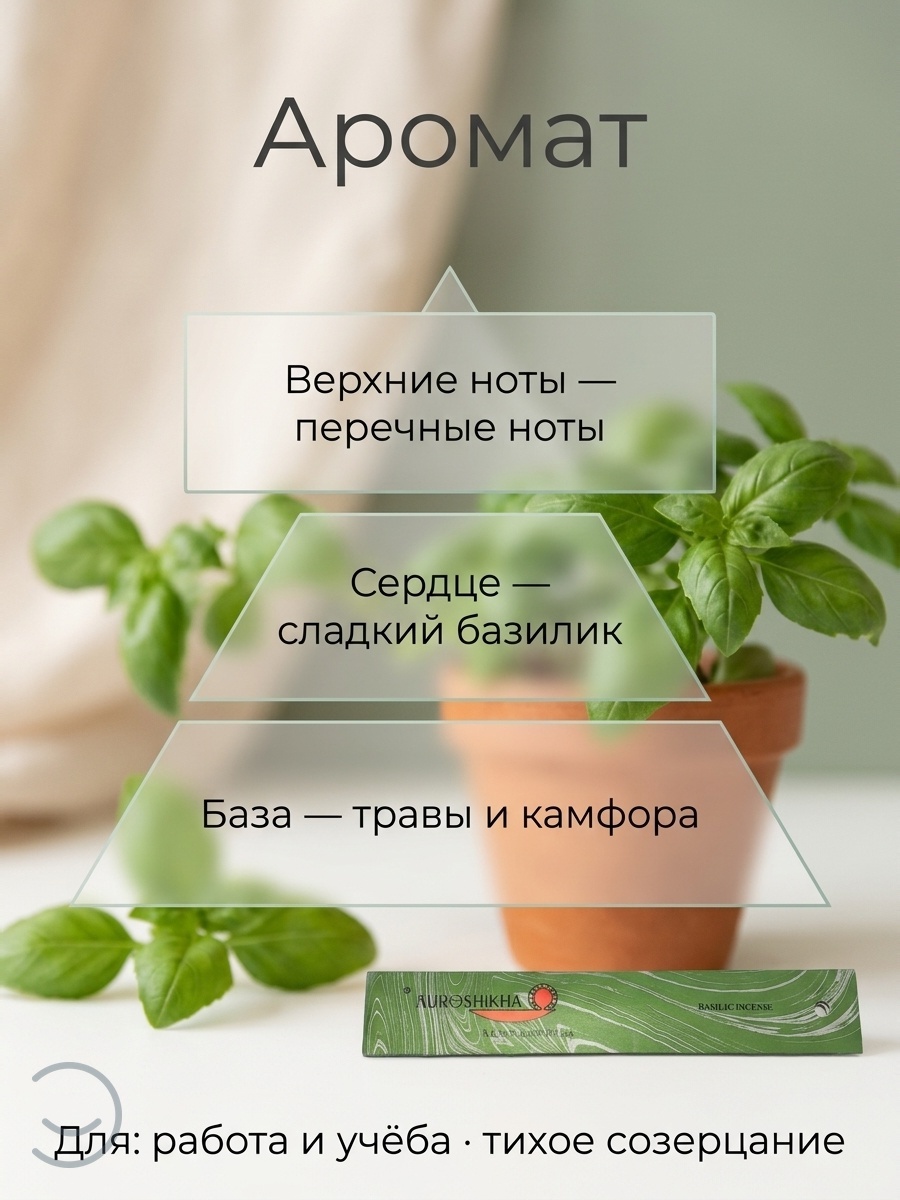 Аромат
Верхние ноты —
перечные ноты
Сердце —
сладкий базилик
База — травы и камфора
AUROSHIKHA
BASILIC INCENSE
Для: работа и учёба · тихое созерцание